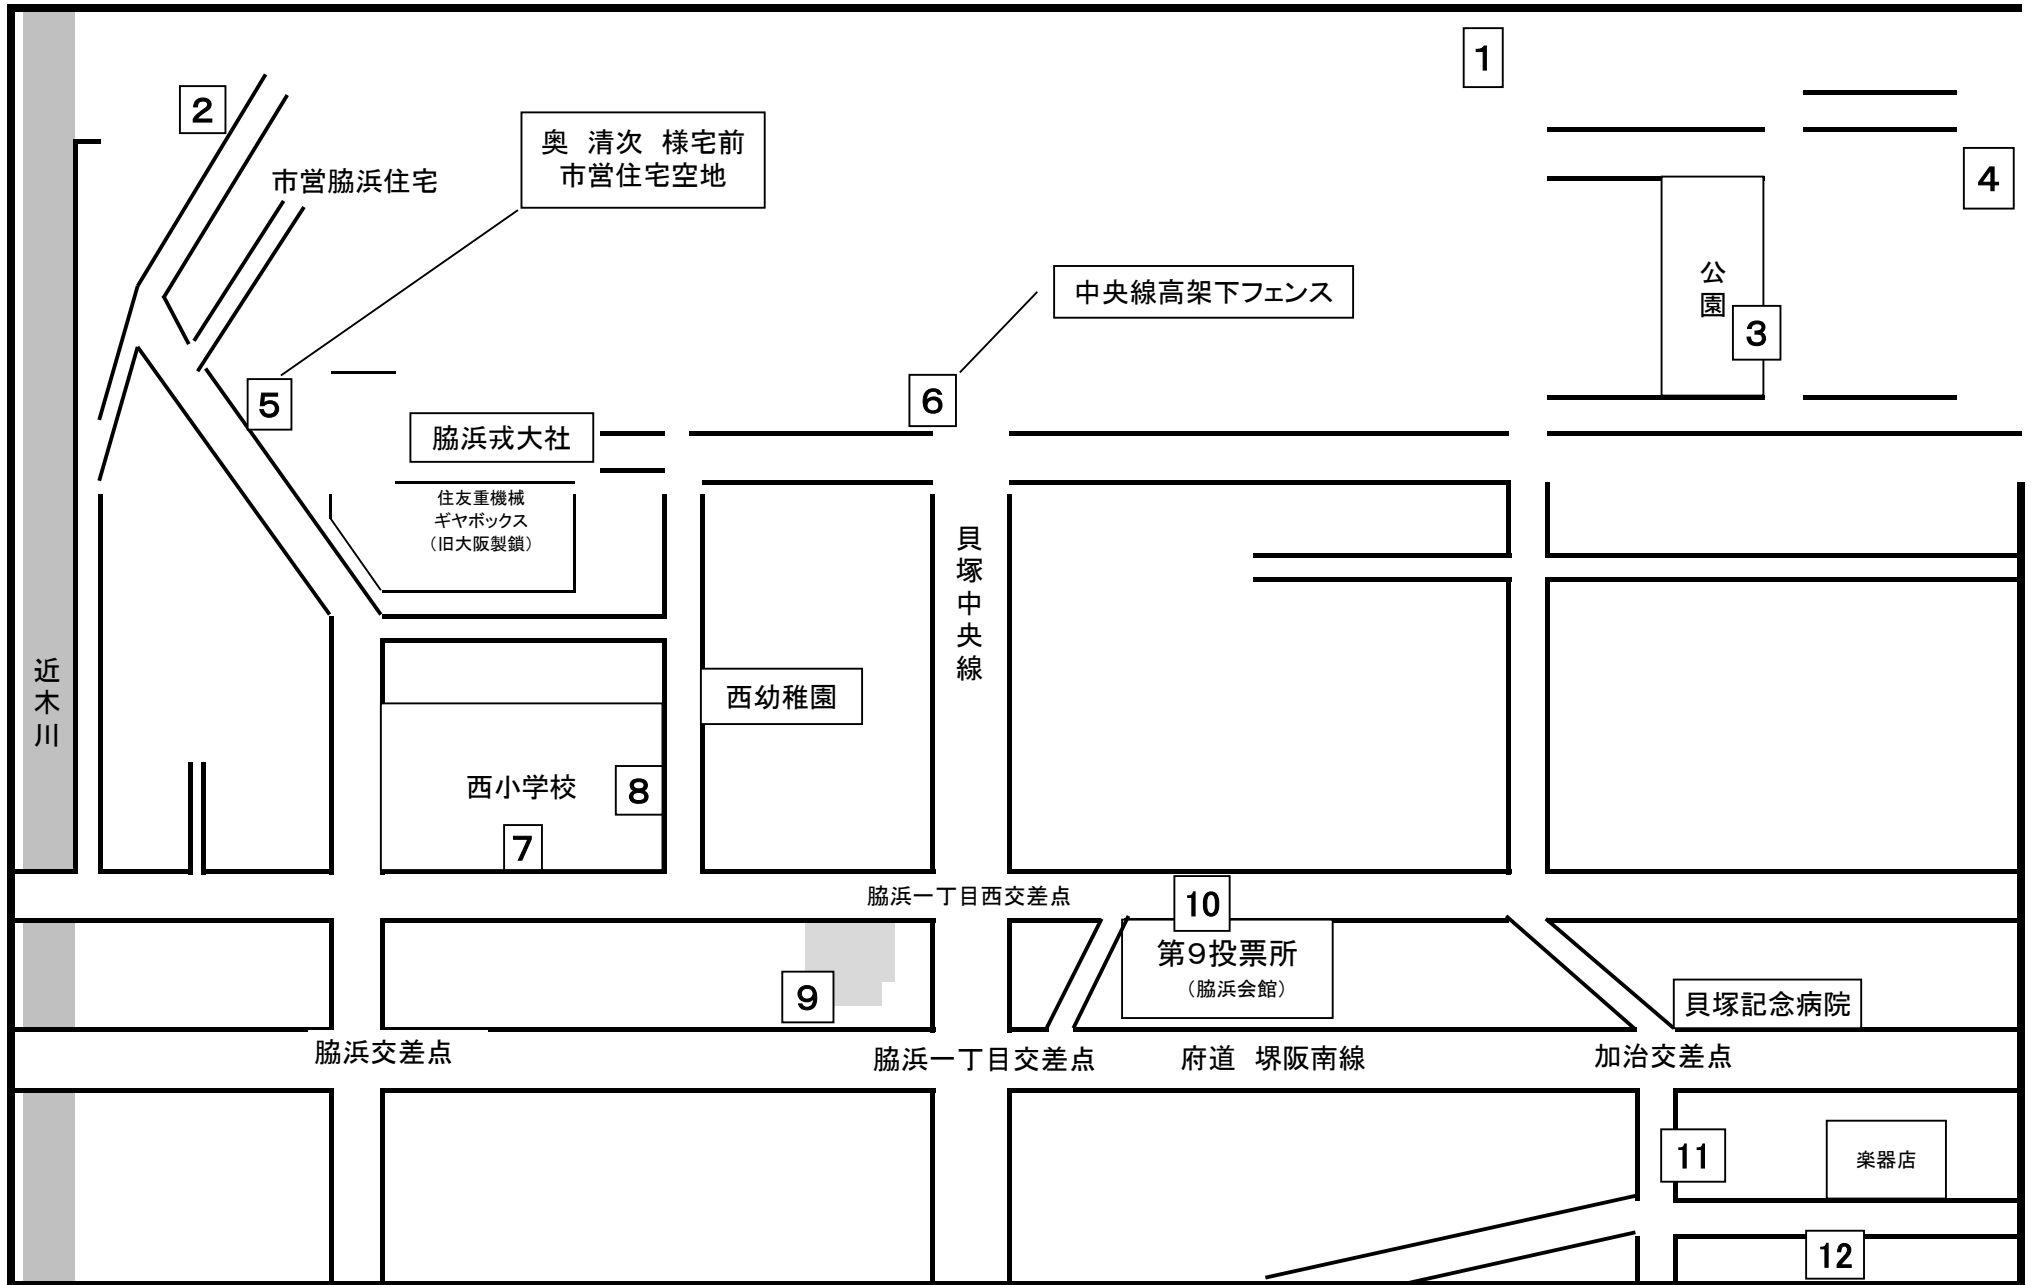 1
2
奥　清次　様宅前
市営住宅空地
4
市営脇浜住宅
公園
3
中央線高架下フェンス
5
6
脇浜戎大社
住友重機械
ギヤボックス
（旧大阪製鎖）
貝塚中央線
近木川
西幼稚園
西小学校
8
7
脇浜一丁目西交差点
10
第９投票所
（脇浜会館）
9
貝塚記念病院
脇浜交差点
脇浜一丁目交差点
府道　堺阪南線
加治交差点
11
楽器店
12